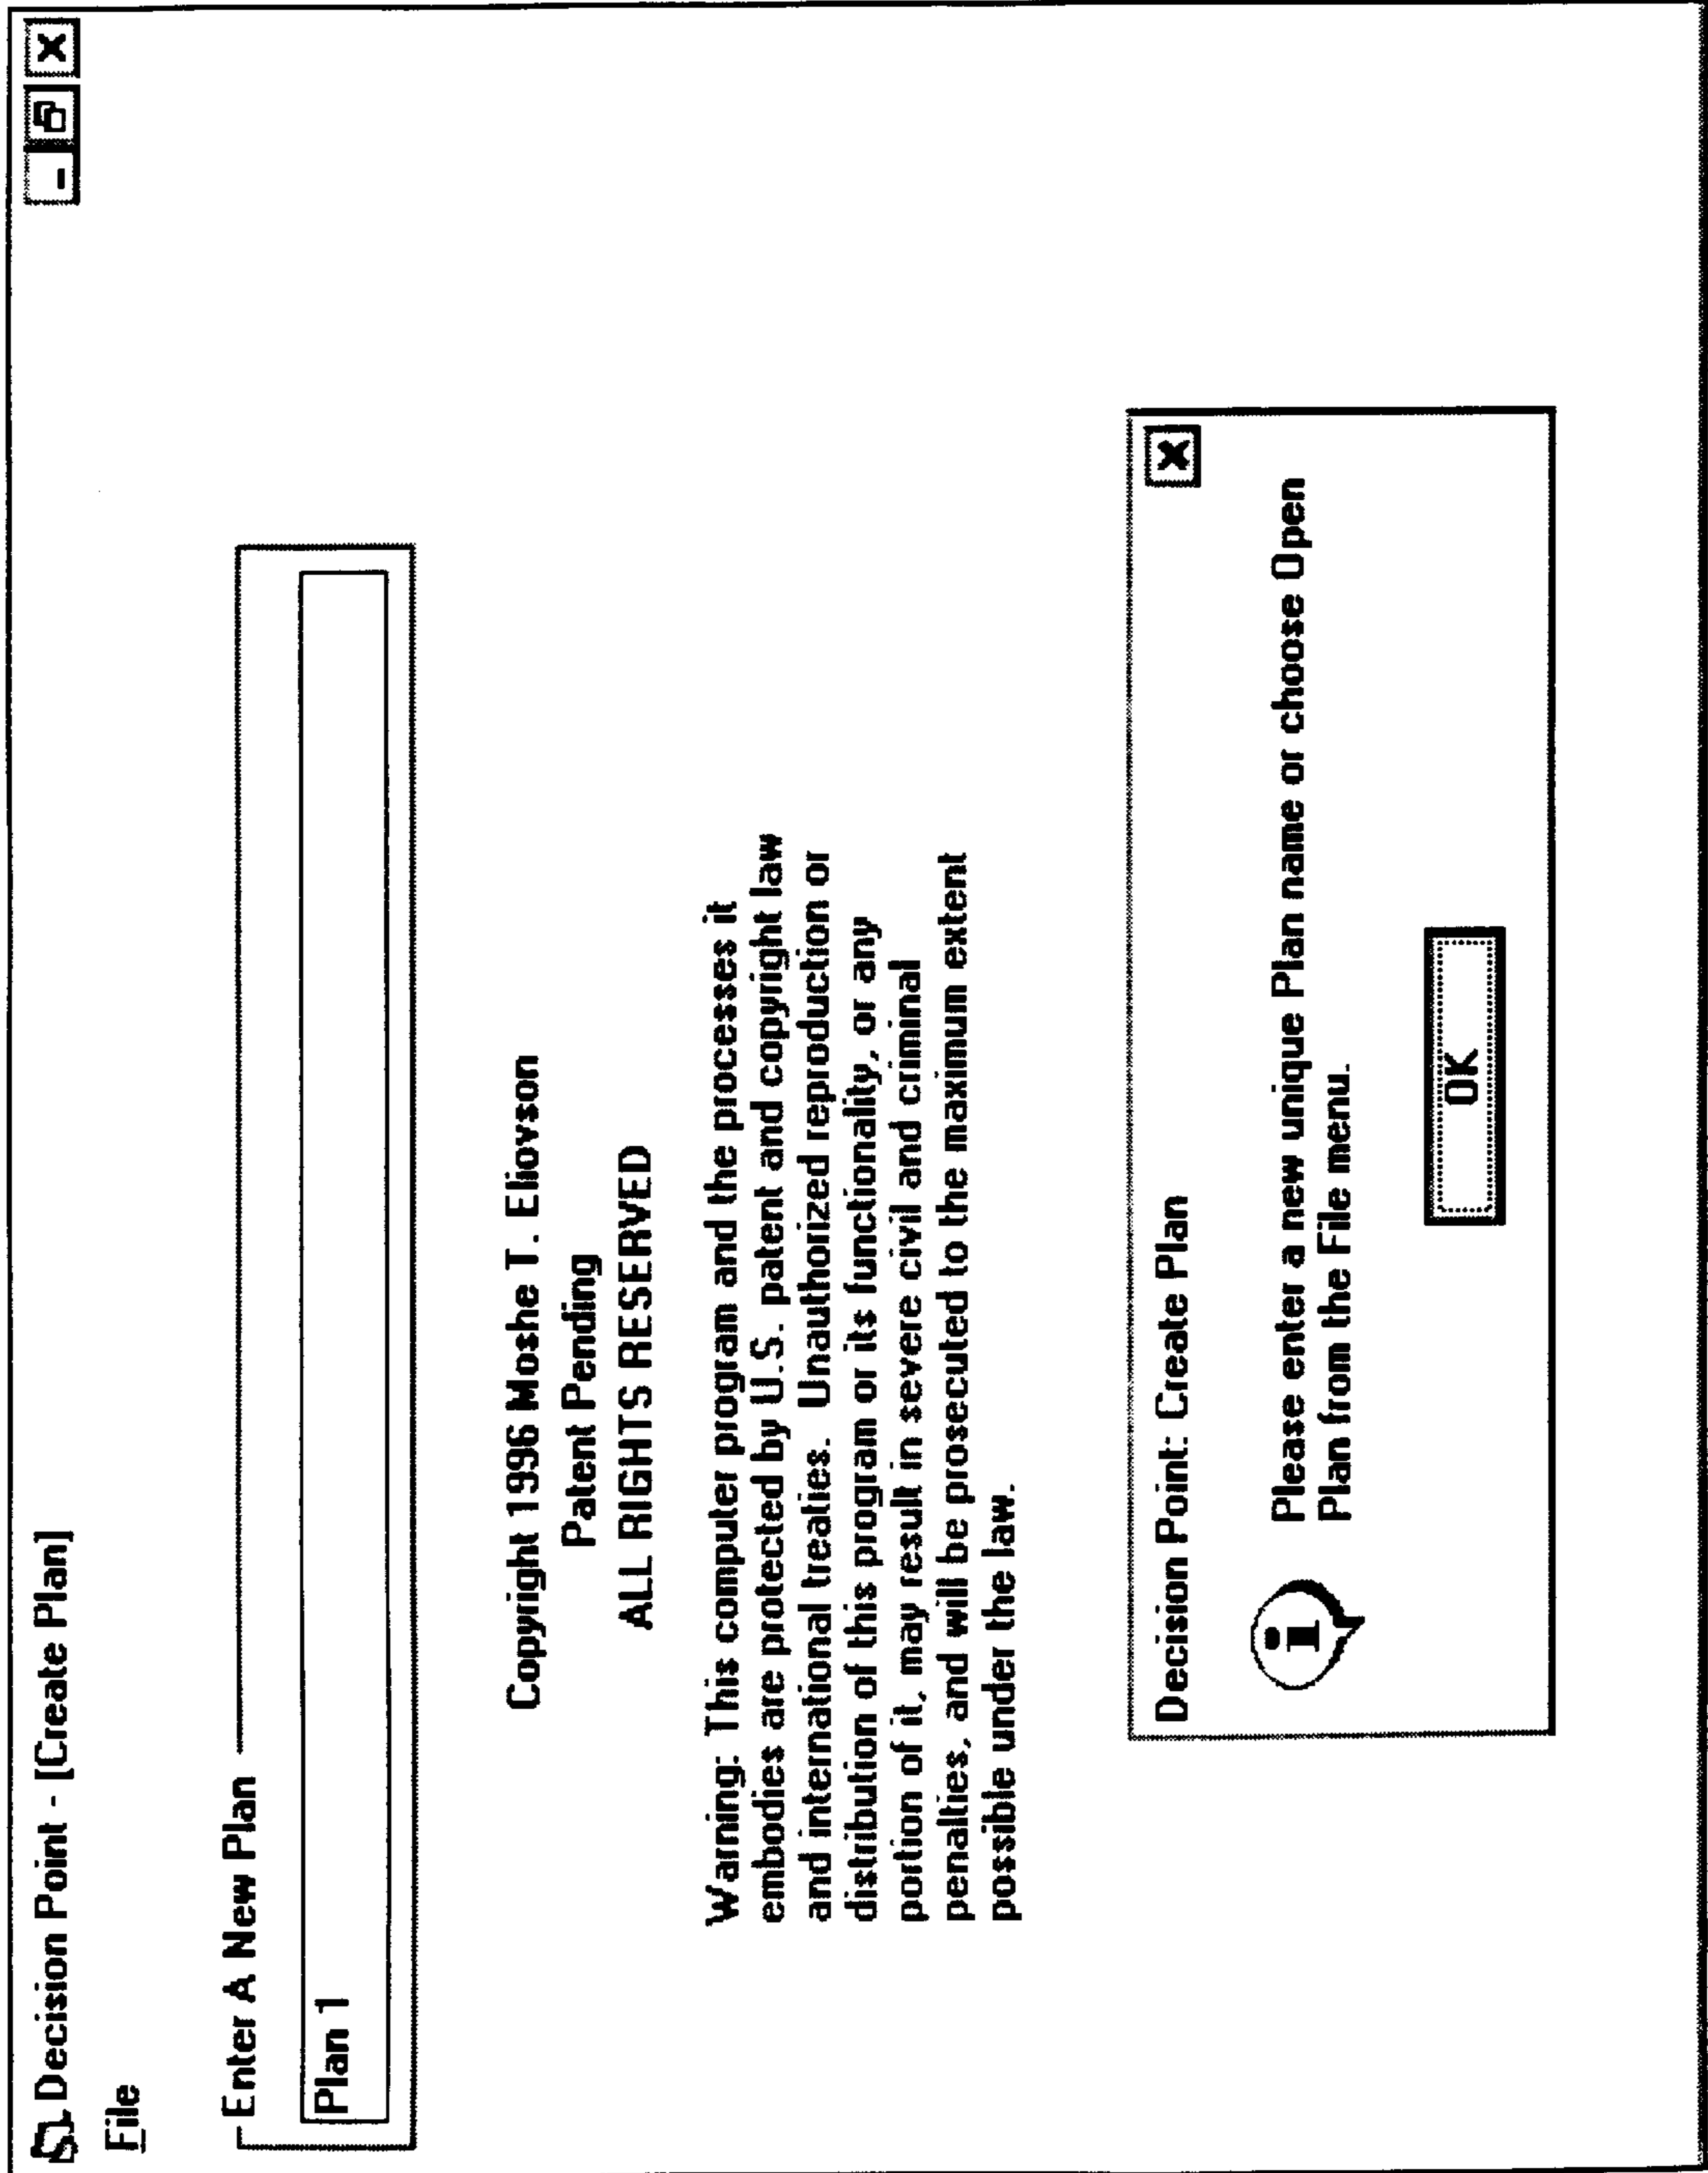 Decision Point - [Create Plan]
File
Enter A New Plan
Plan 1
Copyright 1996 Moshe T. Eliovson
Patent Pending
ALL RIGHTS RESERVED
Warning: This computer program and the processes it
embodies are protected by U.S. patent and copyright law
and international treaties. Unauthorized reproduction or
distribution of this program or its functionality, or any
portion of it, may result in severe civil and criminal
penalties, and will be prosecuted to the maximum extent
possible under the law.
Decision Point: Create Plan
Please enter a new unique Plan name or choose Open
Plan from the File menu.
OK